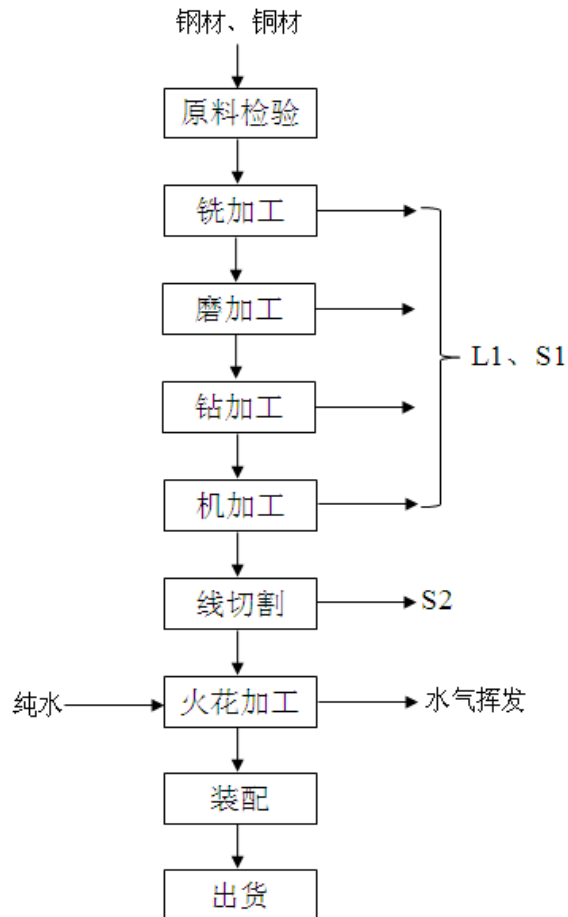 钢材、铜材
原料检验
铣加工
磨加工
L1、S1
钻加工
机加工
线切割
S2
纯水
火花加工
水气挥发
装配
出货